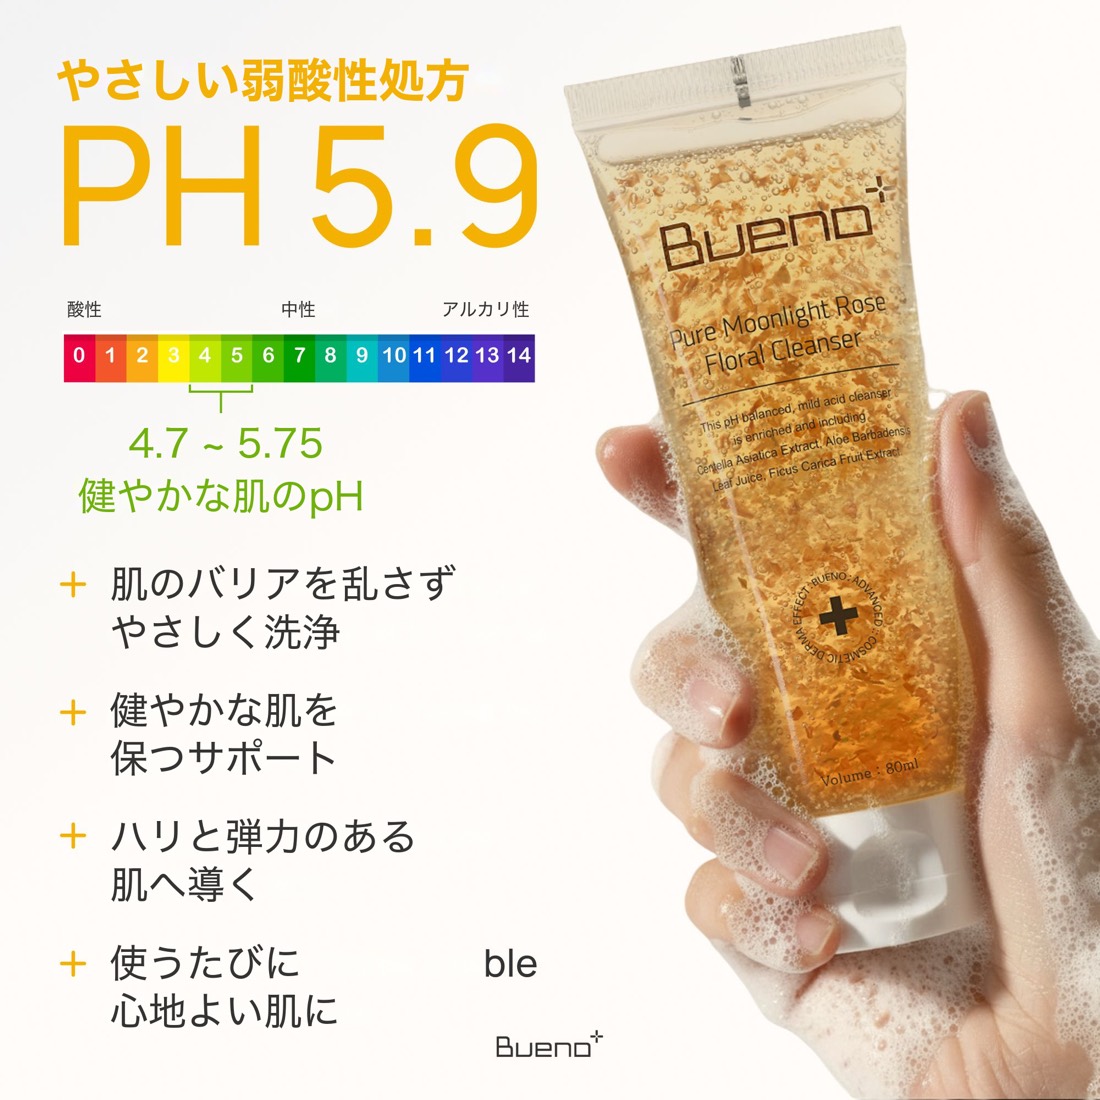 やさしい弱酸性処方
PH 5.9
酸性 中性 アルカリ性
0 1 2 3 4 5 6 7 8 9 10 11 12 13 14
4.7 ~ 5.75
健やかな肌のpH
+ 肌のバリアを乱さず
やさしく洗浄
+ 健やかな肌を
保つサポート
+ ハリと弾力のある
肌へ導く
+ 使うたびに
心地よい肌に
ble
Bueno+
Bueno+
Pure Moonlight Rose
Floral Cleanser
This pH balanced, mild acid cleanser
is enriched and including
Centella Asiatica Extract, Aloe Barbadensis
Leaf Juice, Ficus Carica Fruit Extract
BUENO : ADVANCED : COSMETIC DERMA EFFECT :
Volume : 80ml